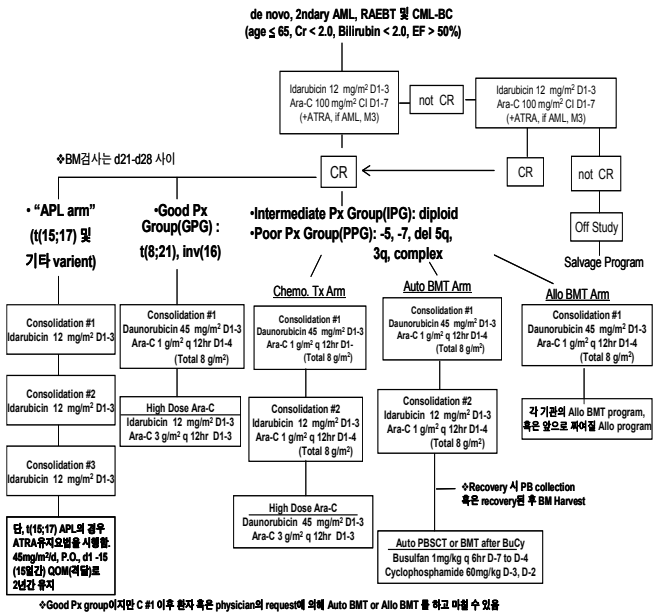 de novo, 2ndary AML, RAEBT 및 CML-BC
(age ≤ 65, Cr < 2.0, Bilirubin < 2.0, EF > 50%)
Idarubicin 12 mg/m² D1-3
Ara-C 100 mg/m² CI D1-7
(+ATRA, if AML, M3)
not CR
Idarubicin 12 mg/m² D1-3
Ara-C 100 mg/m² CI D1-7
(+ATRA, if AML, M3)
❖BM검사는 d21-d28 사이
CR
CR
not CR
Off Study
Salvage Program
• “APL arm”
(t(15;17) 및
기타 varient)
•Good Px
Group(GPG) :
t(8;21), inv(16)
•Intermediate Px Group(IPG): diploid
•Poor Px Group(PPG): -5, -7, del 5q,
3q, complex
Chemo. Tx Arm
Auto BMT Arm
Allo BMT Arm
Consolidation #1
Idarubicin 12 mg/m² D1-3
Consolidation #1
Daunorubicin 45 mg/m² D1-3
Ara-C 1 g/m² q 12hr D1-4
(Total 8 g/m²)
Consolidation #1
Daunorubicin 45 mg/m² D1-3
Ara-C 1 g/m² q 12hr D1-
(Total 8 g/m²)
Consolidation #1
Daunorubicin 45 mg/m² D1-3
Ara-C 1 g/m² q 12hr D1-4
(Total 8 g/m²)
Consolidation #1
Daunorubicin 45 mg/m² D1-3
Ara-C 1 g/m² q 12hr D1-4
(Total 8 g/m²)
Consolidation #2
Idarubicin 12 mg/m² D1-3
High Dose Ara-C
Idarubicin 12 mg/m² D1-3
Ara-C 3 g/m² q 12hr D1-3
Consolidation #2
Idarubicin 12 mg/m² D1-3
Ara-C 1 g/m² q 12hr D1-4
(Total 8 g/m²)
Consolidation #2
Idarubicin 12 mg/m² D1-3
Ara-C 1 g/m² q 12hr D1-4
(Total 8 g/m²)
각 기관의 Allo BMT program,
혹은 앞으로 짜여질 Allo program
Consolidation #3
Idarubicin 12 mg/m² D1-3
High Dose Ara-C
Daunorubicin 45 mg/m² D1-3
Ara-C 3 g/m² q 12hr D1-3
❖Recovery 시 PB collection
혹은 recovery된 후 BM Harvest
단, t(15;17) APL의 경우
ATRA유지요법을 시행함.
45mg/m²/d, P.O., d1 -15
(15일간) QOM(격달)로
2년간 유지
Auto PBSCT or BMT after BuCy
Busulfan 1mg/kg q 6hr D-7 to D-4
Cyclophosphamide 60mg/kg D-3, D-2
❖Good Px group이지만 C #1 이후 환자 혹은 physician의 request에 의해 Auto BMT or Allo BMT 를 하고 마칠 수 있음